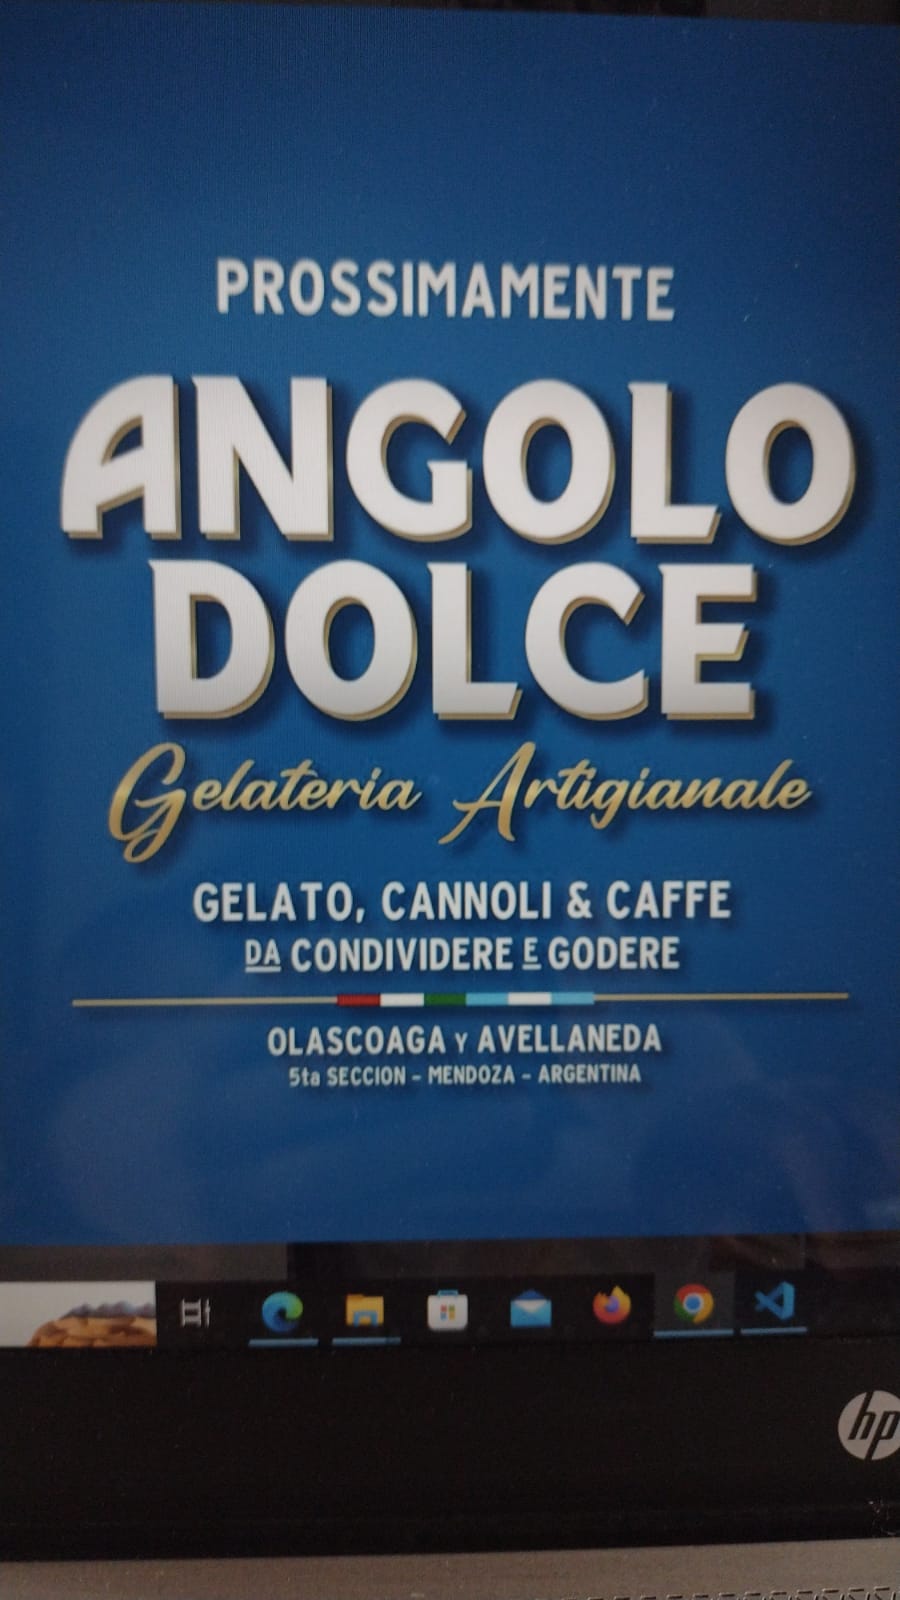 PROSSIMAMENTE
ANGOLO
DOLCE
Gelateria Artigianale
GELATO, CANNOLI & CAFFE
DA CONDIVIDERE E GODERE
OLASCOAGA Y AVELLANEDA
5ta SECCION - MENDOZA - ARGENTINA
hp